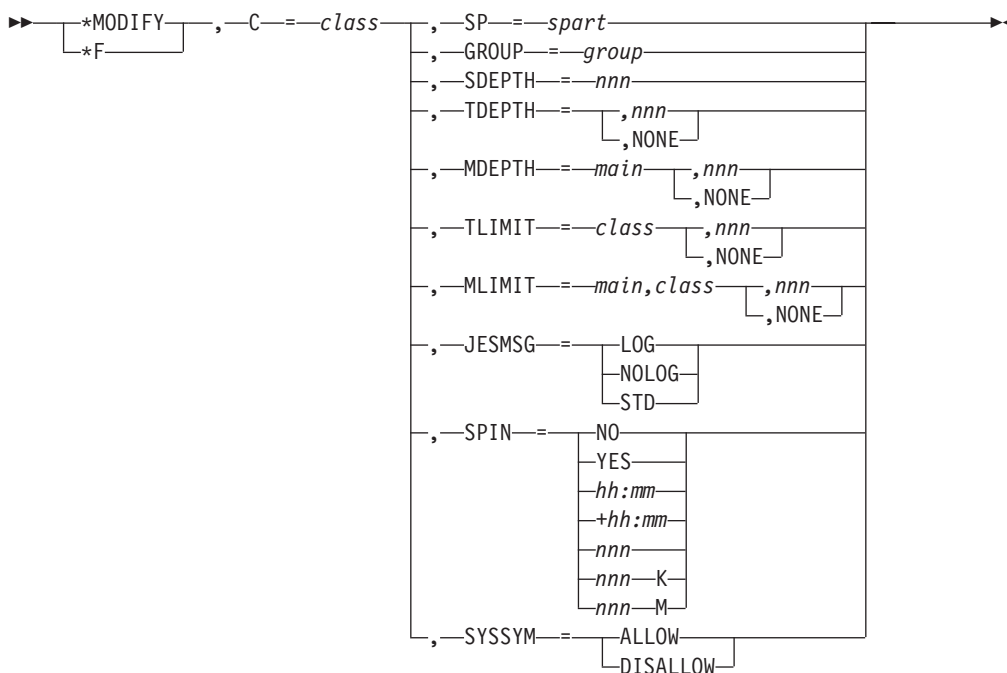 *MODIFY , C = class , SP = spart
*F
, GROUP = group
, SDEPTH = nnn
, TDEPTH = ,nnn
,NONE
, MDEPTH = main ,nnn
,NONE
, TLIMIT = class ,nnn
,NONE
, MLIMIT = main,class ,nnn
,NONE
, JESMSG = LOG
NOLOG
STD
, SPIN = NO
YES
hh:mm
+hh:mm
nnn
nnn K
nnn M
, SYSSYM = ALLOW
DISALLOW